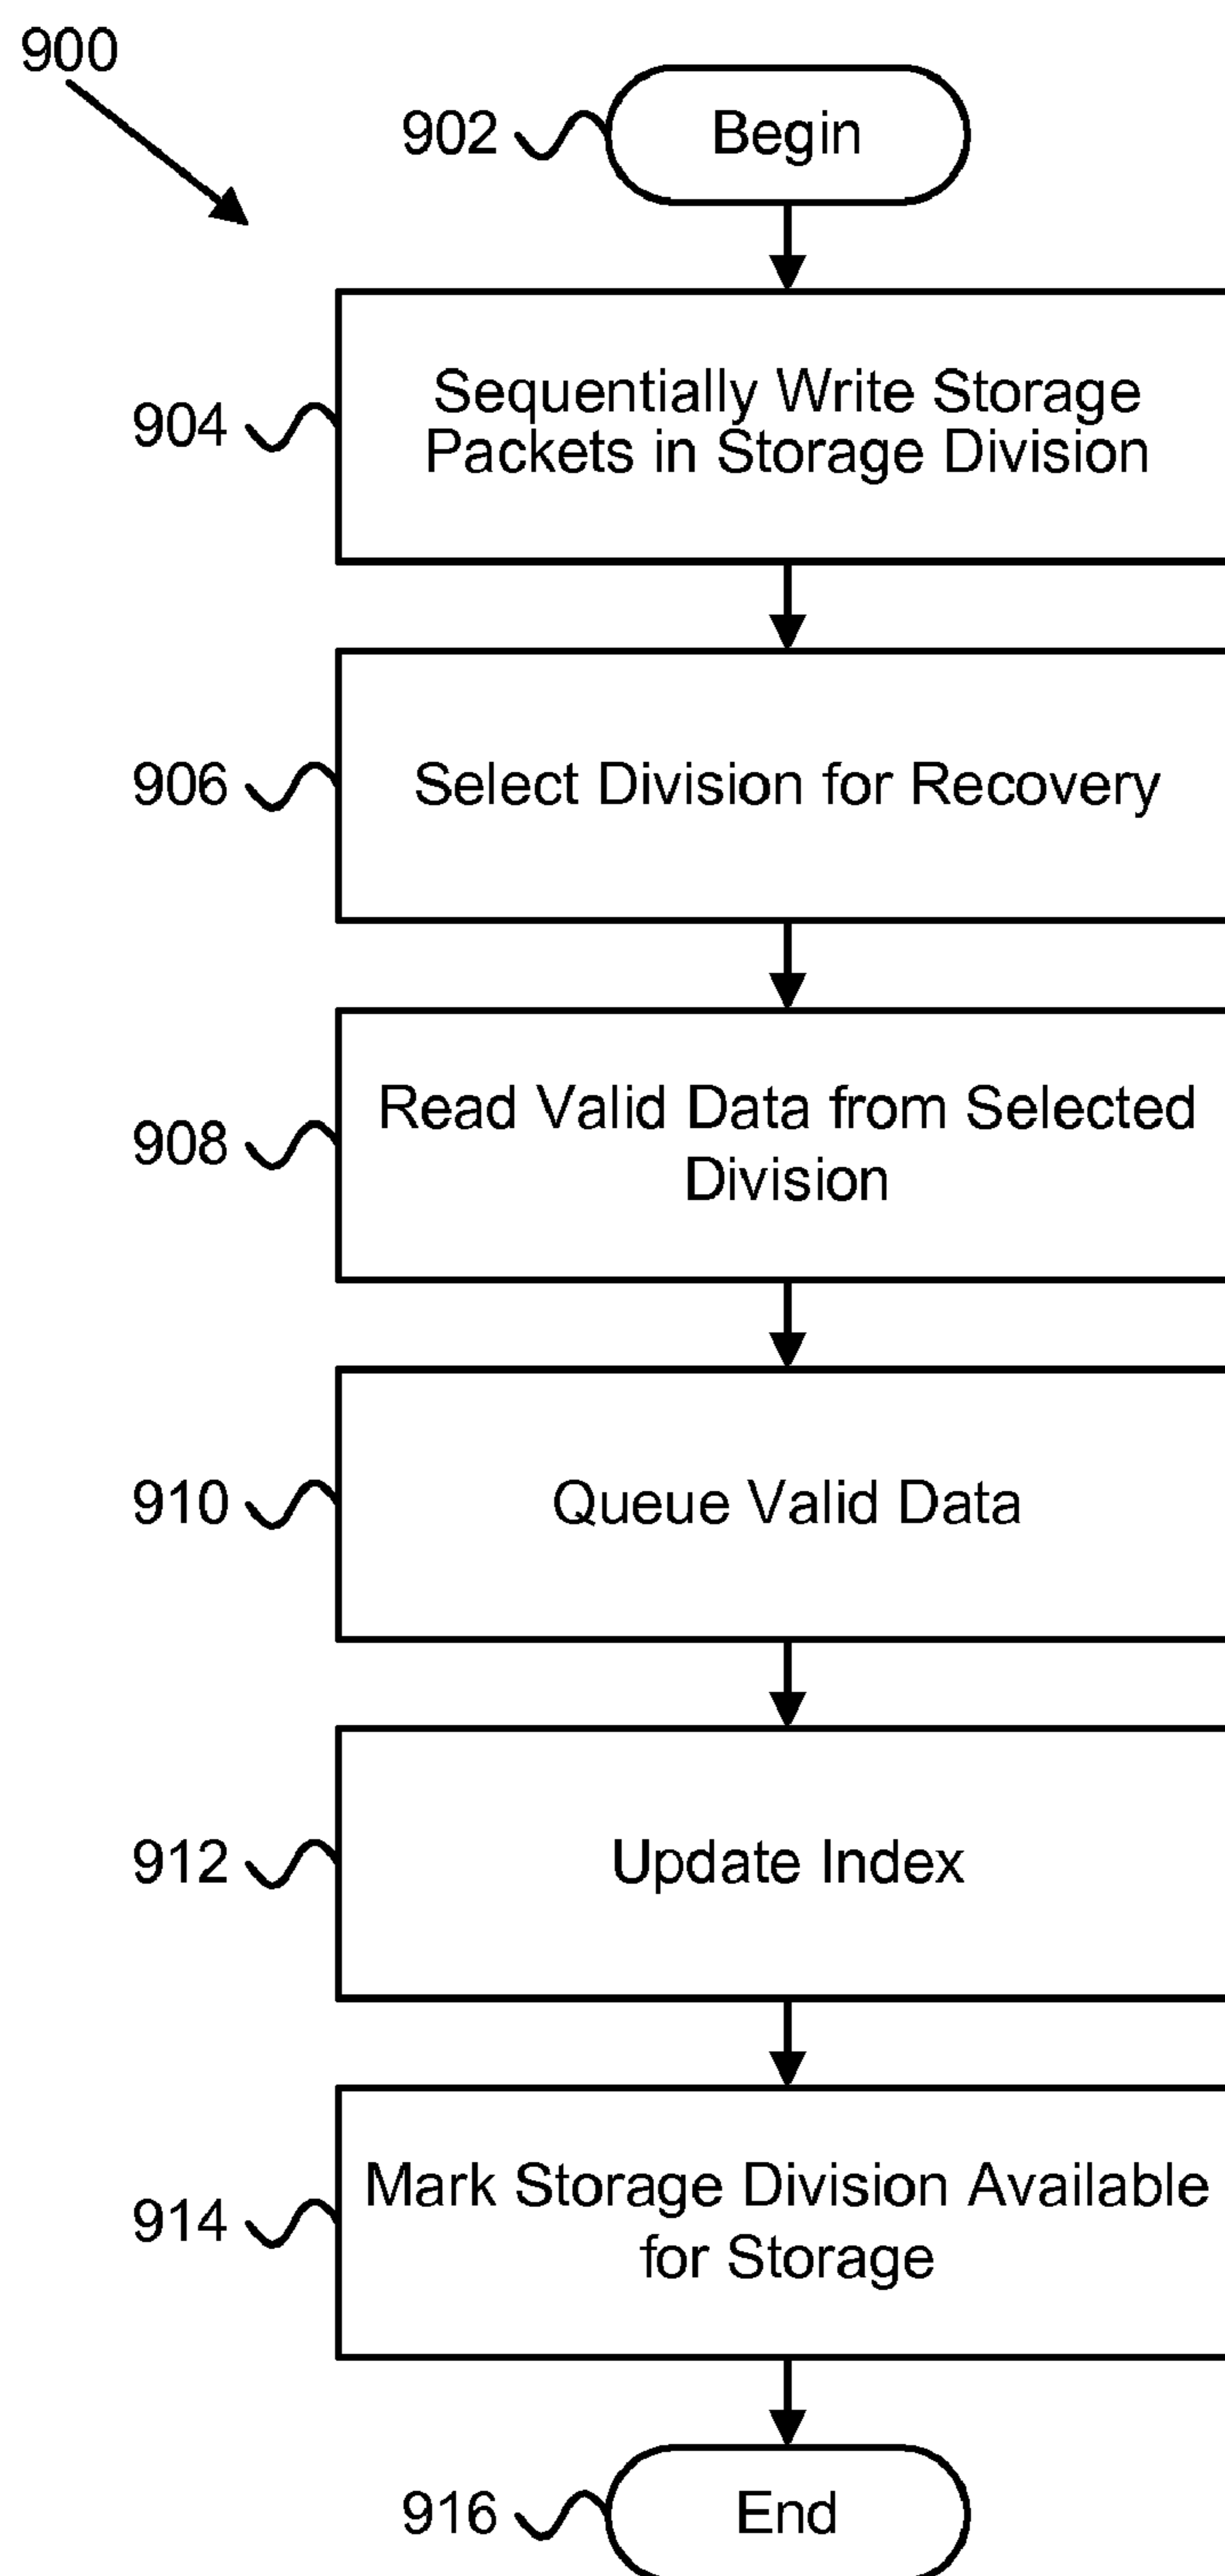 900
902
Begin
904
Sequentially Write Storage
Packets in Storage Division
906
Select Division for Recovery
908
Read Valid Data from Selected
Division
910
Queue Valid Data
912
Update Index
914
Mark Storage Division Available
for Storage
916
End